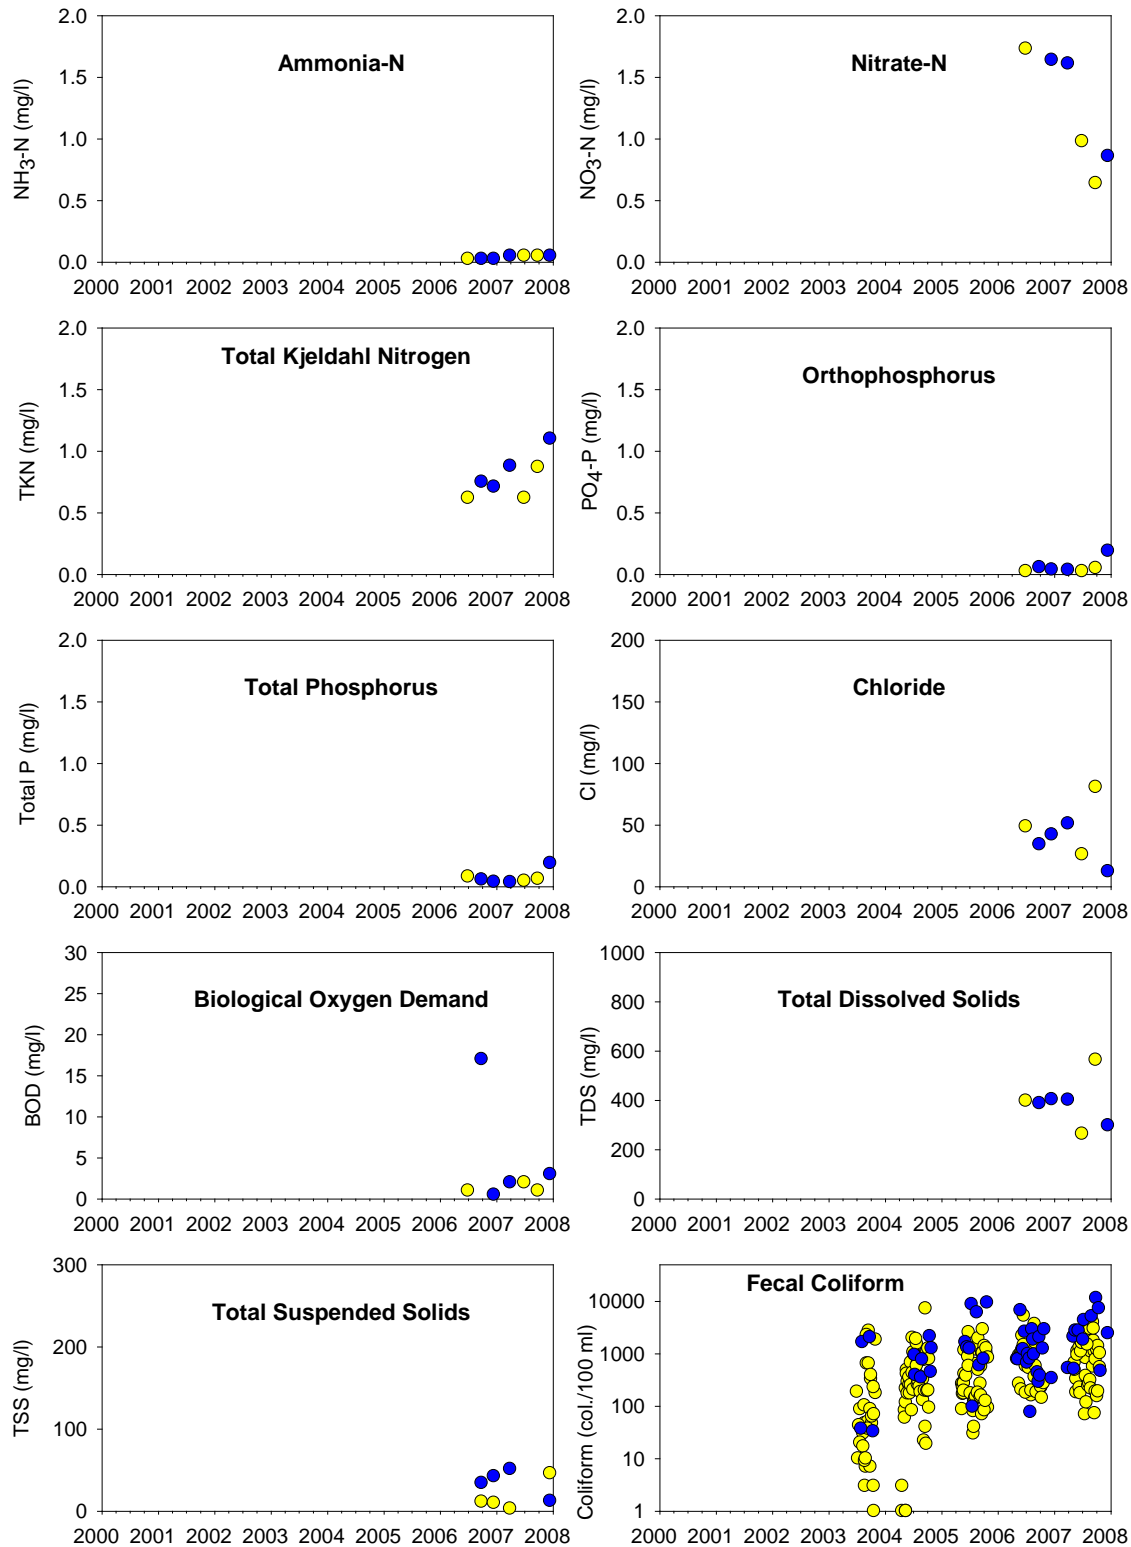 Ammonia-N
NH3-N (mg/l)
2.0
1.5
1.0
0.5
0.0
2000 2001 2002 2003 2004 2005 2006 2007 2008
Nitrate-N
NO3-N (mg/l)
2.0
1.5
1.0
0.5
0.0
2000 2001 2002 2003 2004 2005 2006 2007 2008
Total Kjeldahl Nitrogen
TKN (mg/l)
2.0
1.5
1.0
0.5
0.0
2000 2001 2002 2003 2004 2005 2006 2007 2008
Orthophosphorus
PO4-P (mg/l)
2.0
1.5
1.0
0.5
0.0
2000 2001 2002 2003 2004 2005 2006 2007 2008
Total Phosphorus
Total P (mg/l)
2.0
1.5
1.0
0.5
0.0
2000 2001 2002 2003 2004 2005 2006 2007 2008
Chloride
Cl (mg/l)
200
150
100
50
0
2000 2001 2002 2003 2004 2005 2006 2007 2008
Biological Oxygen Demand
BOD (mg/l)
30
25
20
15
10
5
0
2000 2001 2002 2003 2004 2005 2006 2007 2008
Total Dissolved Solids
TDS (mg/l)
1000
800
600
400
200
0
2000 2001 2002 2003 2004 2005 2006 2007 2008
Total Suspended Solids
TSS (mg/l)
300
200
100
0
2000 2001 2002 2003 2004 2005 2006 2007 2008
Fecal Coliform
Coliform (col./100 ml)
10000
1000
100
10
1
2000 2001 2002 2003 2004 2005 2006 2007 2008